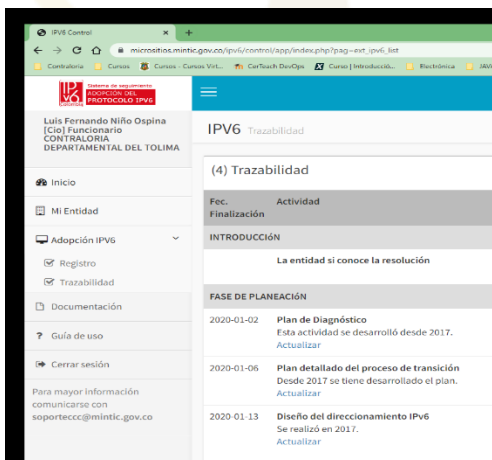 IPV6 Control
micrositios.mintic.gov.co/ipv6/control/app/index.php?pag=ext_ipv6_list
Contraloria Cursos Cursos - Cursos Virt... CerTeach DevOps Curso | Introducció... Electrónica
Sistema de seguimiento
ADOPCIÓN DEL
PROTOCOLO IPV6
Luis Fernando Niño Ospina
[Cio] Funcionario
CONTRALORIA
DEPARTAMENTAL DEL TOLIMA
Inicio
Mi Entidad
Adopción IPV6
Registro
Trazabilidad
Documentación
Guía de uso
Cerrar sesión
Para mayor información
comunicarse con
soporteccc@mintic.gov.co
IPV6 Trazabilidad
(4) Trazabilidad
Fec. Actividad
Finalización
INTRODUCCIóN
La entidad si conoce la resolución
FASE DE PLANEACIóN
2020-01-02 Plan de Diagnóstico
Esta actividad se desarrolló desde 2017.
Actualizar
2020-01-06 Plan detallado del proceso de transición
Desde 2017 se tiene desarrollado el plan.
Actualizar
2020-01-13 Diseño del direccionamiento IPv6
Se realizó en 2017.
Actualizar